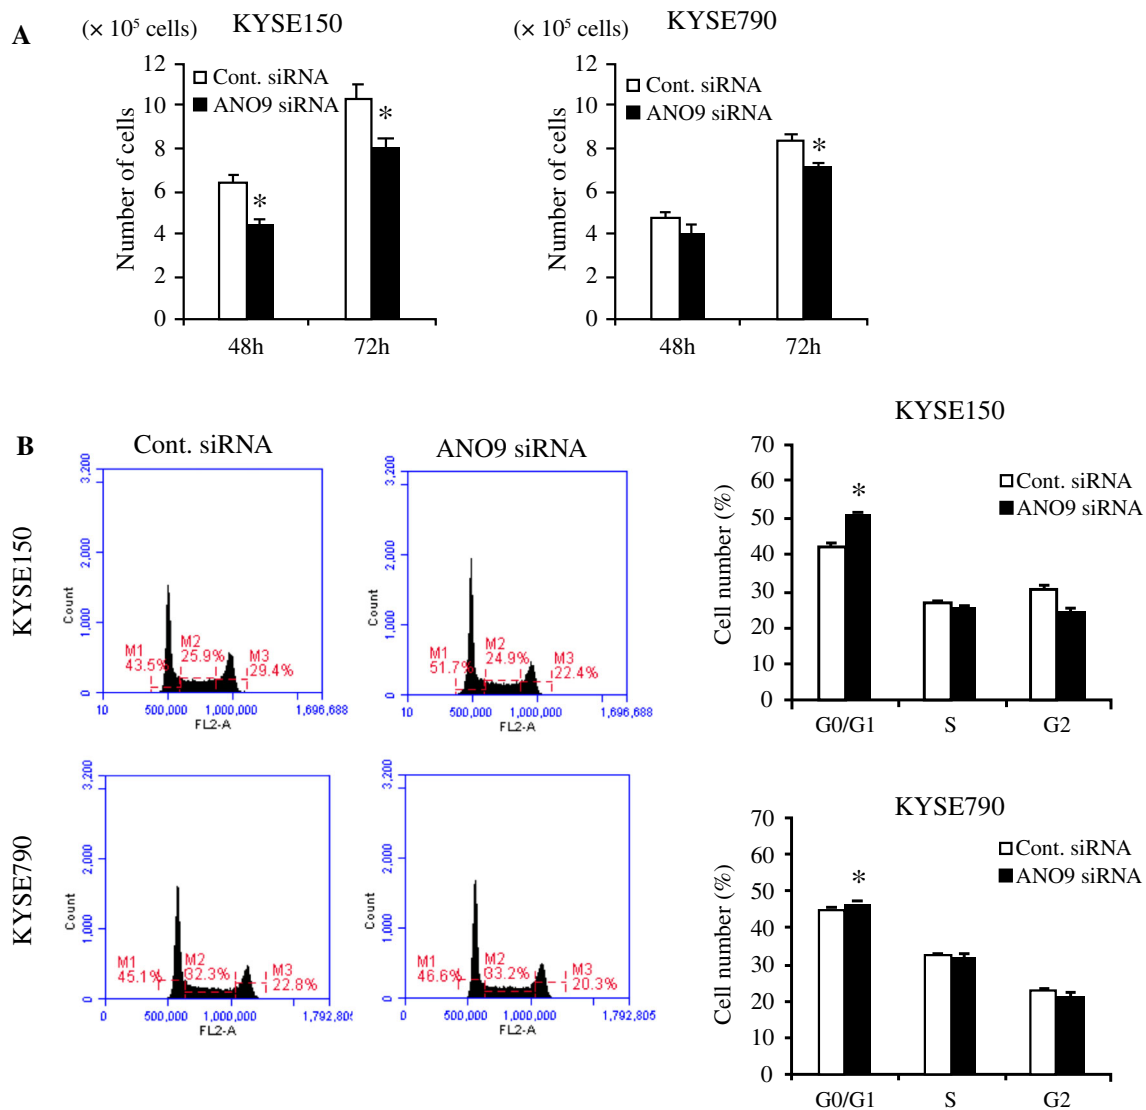 A
(× 10⁵ cells)
KYSE150
Number of cells
12
10
8
6
4
2
0
Cont. siRNA
ANO9 siRNA
*
*
48h
72h
(× 10⁵ cells)
KYSE790
Number of cells
12
10
8
6
4
2
0
Cont. siRNA
ANO9 siRNA
*
48h
72h
B
Cont. siRNA
ANO9 siRNA
KYSE150
Count
3,200
2,000
1,000
0
M1
43.5%
M2
25.9%
M3
29.4%
10
500,000
1,000,000
1,696,688
FL2-A
Count
3,200
2,000
1,000
0
M1
51.7%
M2
24.9%
M3
22.4%
10
500,000
1,000,000
1,696,688
FL2-A
KYSE150
Cell number (%)
70
60
50
40
30
20
10
0
Cont. siRNA
ANO9 siRNA
*
G0/G1
S
G2
KYSE790
Count
3,200
2,000
1,000
0
M1
45.1%
M2
32.3%
M3
22.8%
0
500,000
1,000,000
1,792,805
FL2-A
Count
3,200
2,000
1,000
0
M1
46.6%
M2
33.2%
M3
20.3%
0
500,000
1,000,000
1,792,805
FL2-A
KYSE790
Cell number (%)
70
60
50
40
30
20
10
0
Cont. siRNA
ANO9 siRNA
*
G0/G1
S
G2